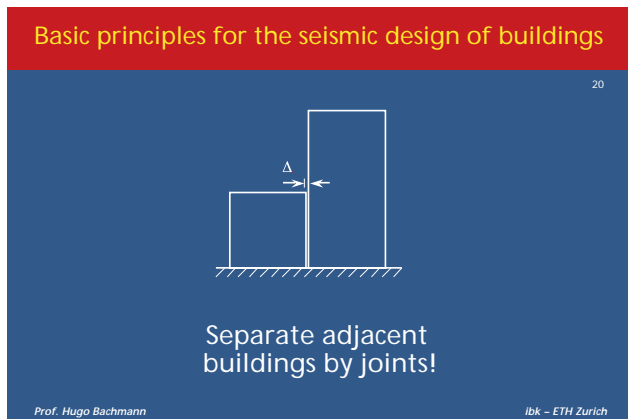 Basic principles for the seismic design of buildings
20
Δ
Separate adjacent
buildings by joints!
Prof. Hugo Bachmann
ibk – ETH Zurich